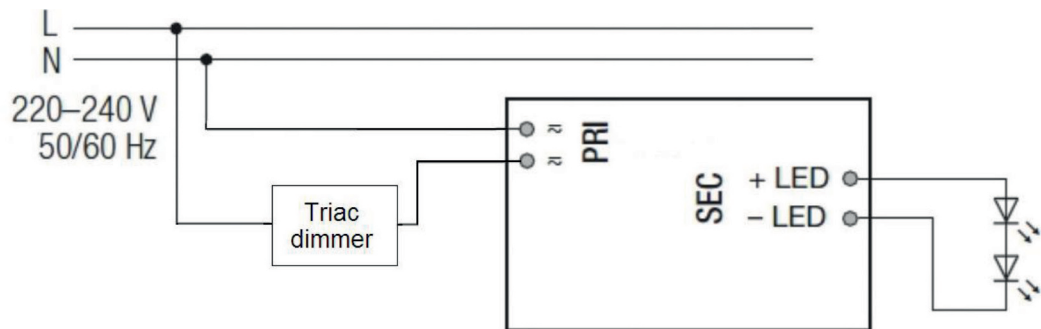 L
N
220–240 V
50/60 Hz
Triac
dimmer
≂ PRI
≂
SEC
+ LED
– LED